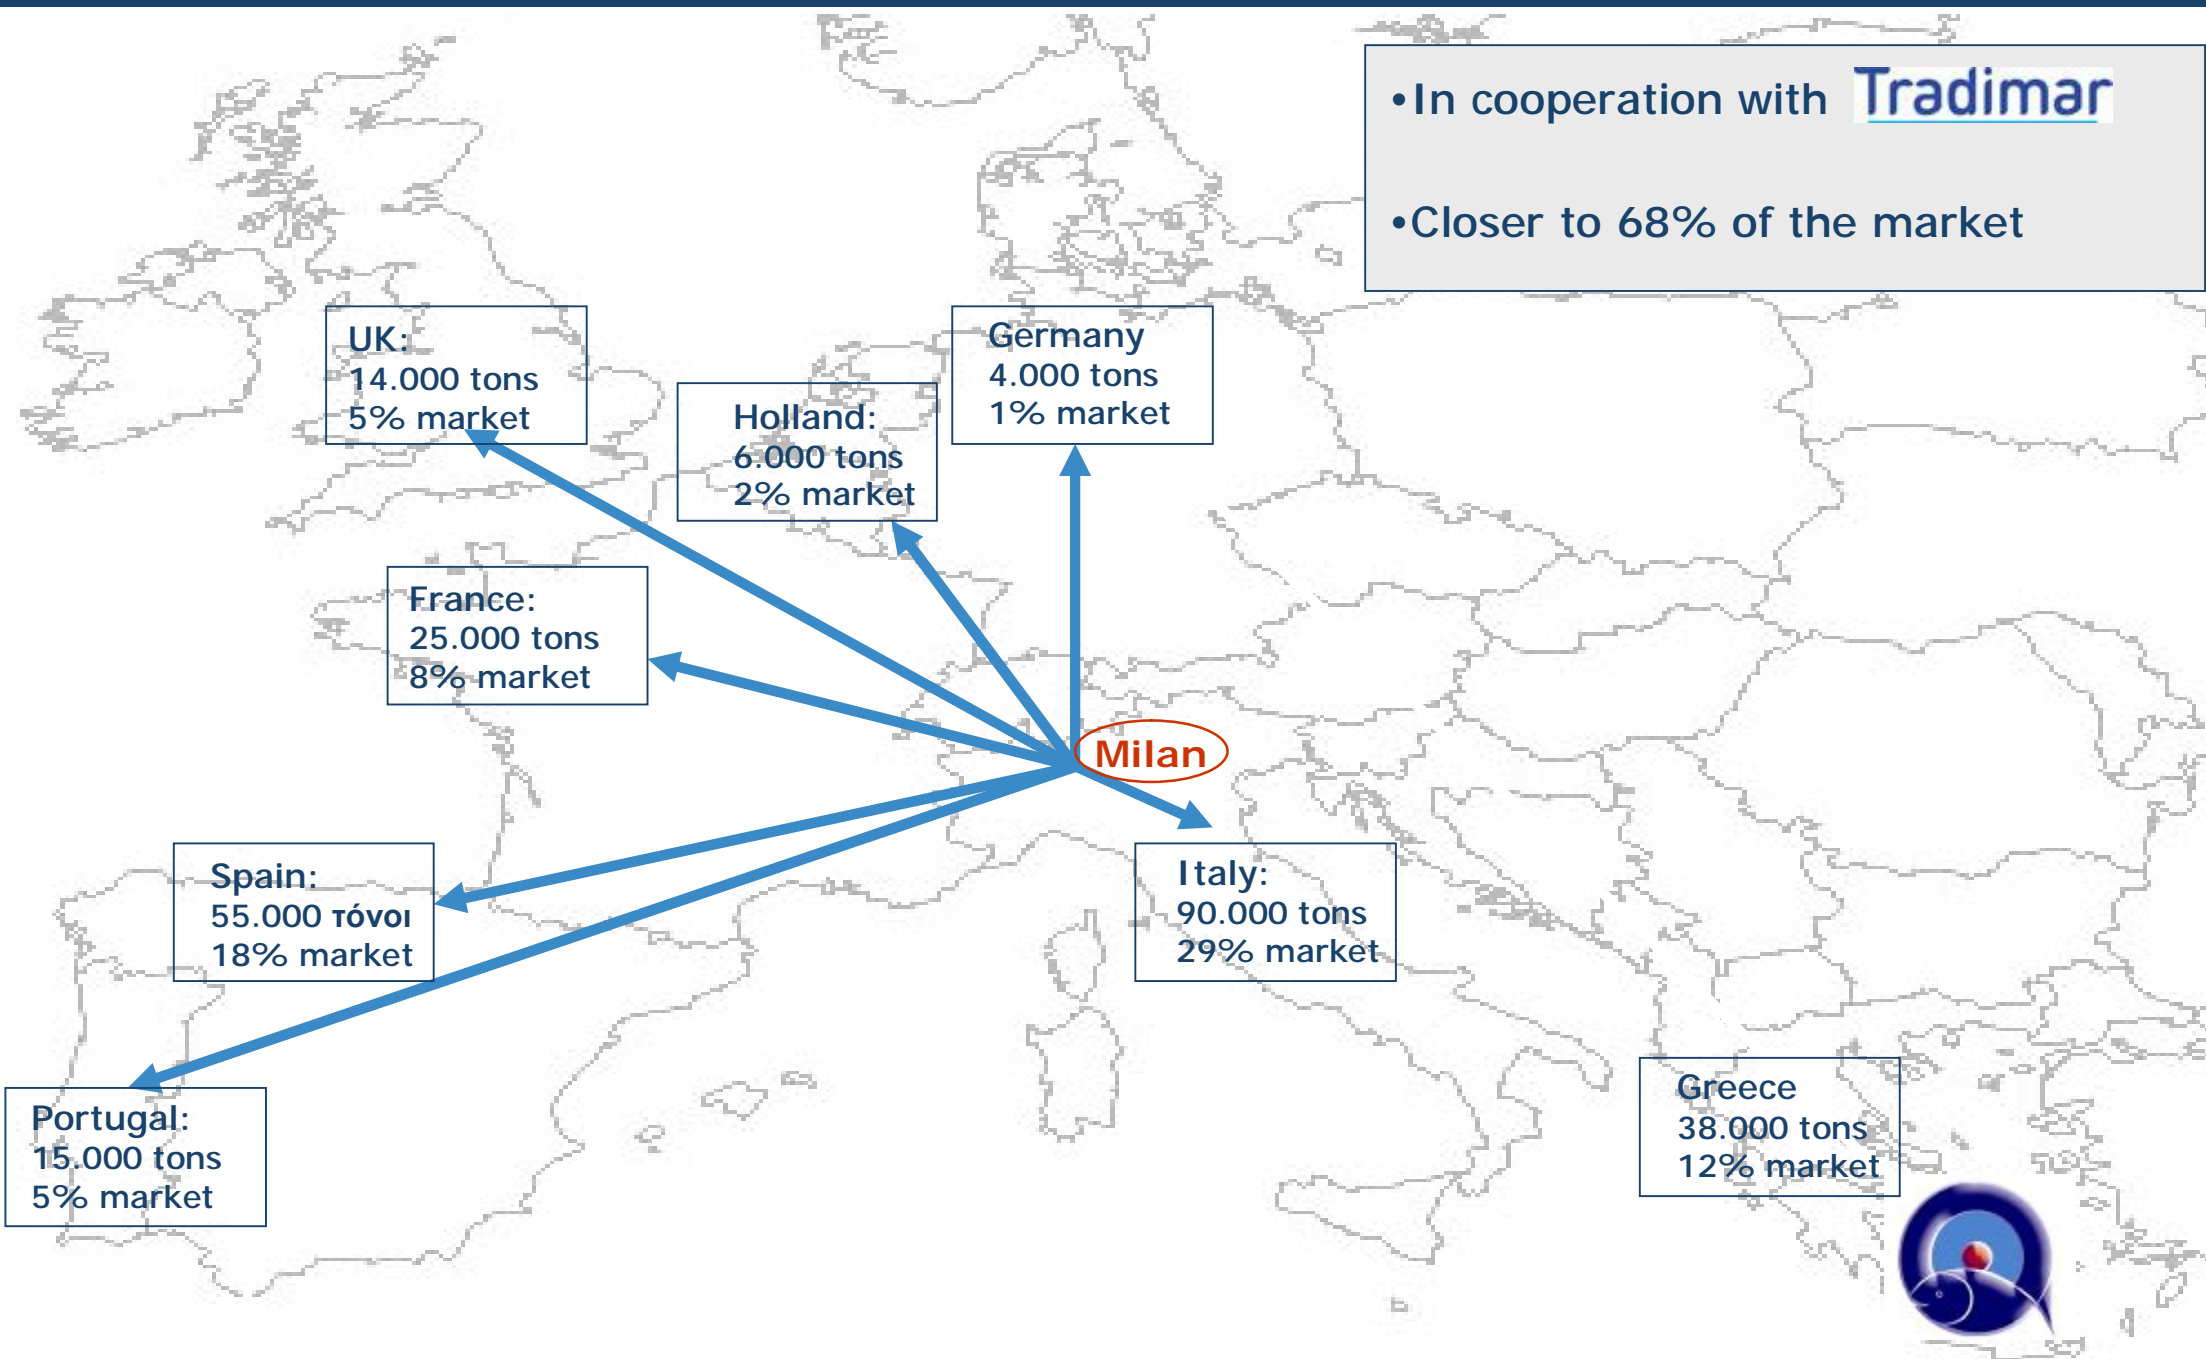 •In cooperation with Tradimar
•Closer to 68% of the market
UK:
14.000 tons
5% market
Germany
4.000 tons
1% market
Holland:
6.000 tons
2% market
France:
25.000 tons
8% market
Milan
Spain:
55.000 τόνοι
18% market
Italy:
90.000 tons
29% market
Portugal:
15.000 tons
5% market
Greece
38.000 tons
12% market